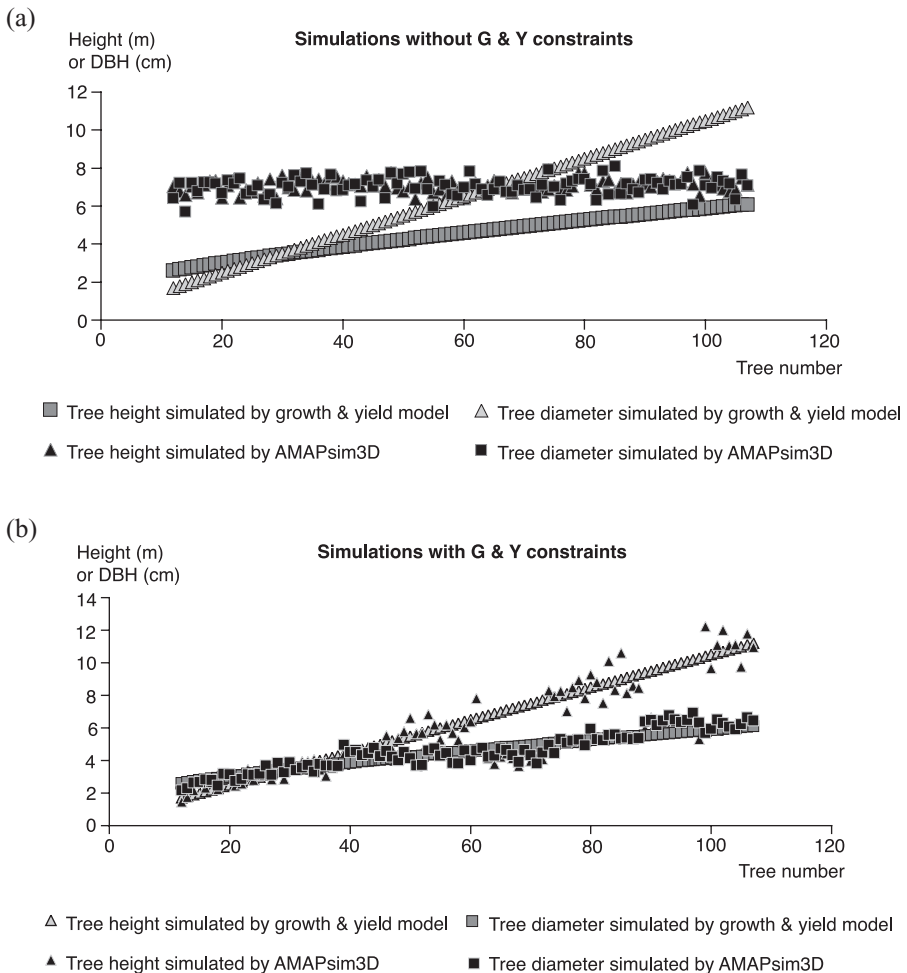 (a)
Height (m)
or DBH (cm)
Simulations without G & Y constraints
12
10
8
6
4
2
0
0 20 40 60 80 100 120
Tree number
Tree height simulated by growth & yield model
Tree diameter simulated by growth & yield model
Tree height simulated by AMAPsim3D
Tree diameter simulated by AMAPsim3D
(b)
Height (m)
or DBH (cm)
Simulations with G & Y constraints
14
12
10
8
6
4
2
0
0 20 40 60 80 100 120
Tree number
Tree height simulated by growth & yield model
Tree diameter simulated by growth & yield model
Tree height simulated by AMAPsim3D
Tree diameter simulated by AMAPsim3D